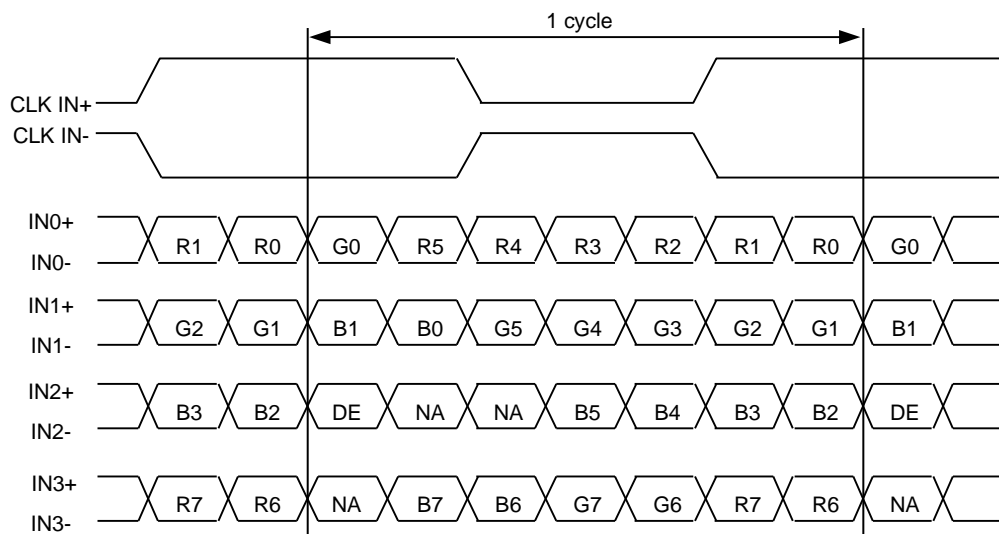 1 cycle
CLK IN+
CLK IN-
IN0+
R1 R0 G0 R5 R4 R3 R2 R1 R0 G0
IN0-
IN1+
G2 G1 B1 B0 G5 G4 G3 G2 G1 B1
IN1-
IN2+
B3 B2 DE NA NA B5 B4 B3 B2 DE
IN2-
IN3+
R7 R6 NA B7 B6 G7 G6 R7 R6 NA
IN3-